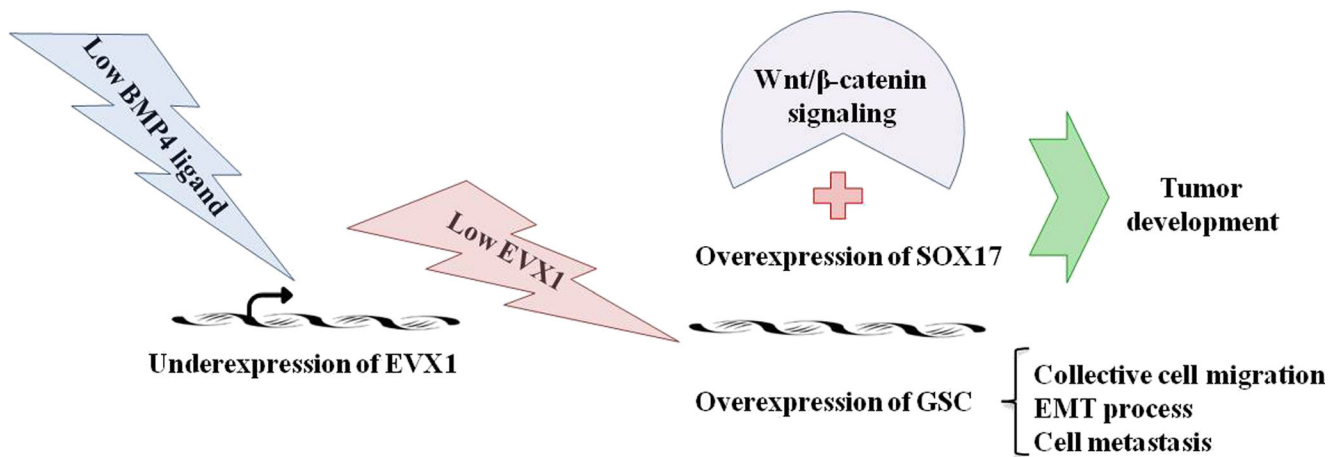 Low BMP4 ligand
Underexpression of EVX1
Low EVX1
Wnt/β-catenin
signaling
Overexpression of SOX17
Tumor
development
Overexpression of GSC
Collective cell migration
EMT process
Cell metastasis